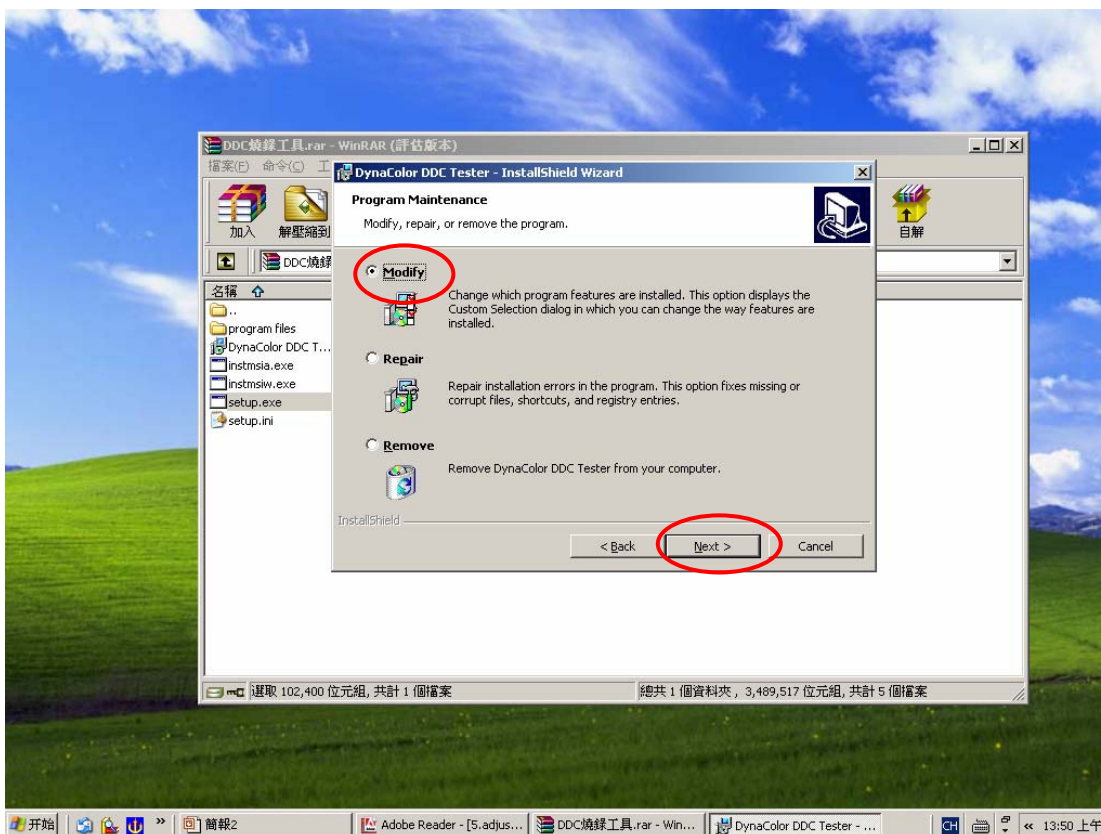 DDC燒錄工具.rar - WinRAR (評估版本)
檔案(F) 命令(C) 工
DynaColor DDC Tester - InstallShield Wizard
Program Maintenance
Modify, repair, or remove the program.
加入 解壓縮到 自解
DDC燒錄
Modify
Change which program features are installed. This option displays the
Custom Selection dialog in which you can change the way features are
installed.
Repair
Repair installation errors in the program. This option fixes missing or
corrupt files, shortcuts, and registry entries.
Remove
Remove DynaColor DDC Tester from your computer.
InstallShield
< Back Next > Cancel
名稱
..
program files
DynaColor DDC T...
instmsia.exe
instmsiw.exe
setup.exe
setup.ini
選取 102,400 位元組, 共計 1 個檔案 總共 1 個資料夾, 3,489,517 位元組, 共計 5 個檔案
开始 » 簡報2 Adobe Reader - [5.adjus... DDC燒錄工具.rar - Win... DynaColor DDC Tester - ... CH « 13:50 上午